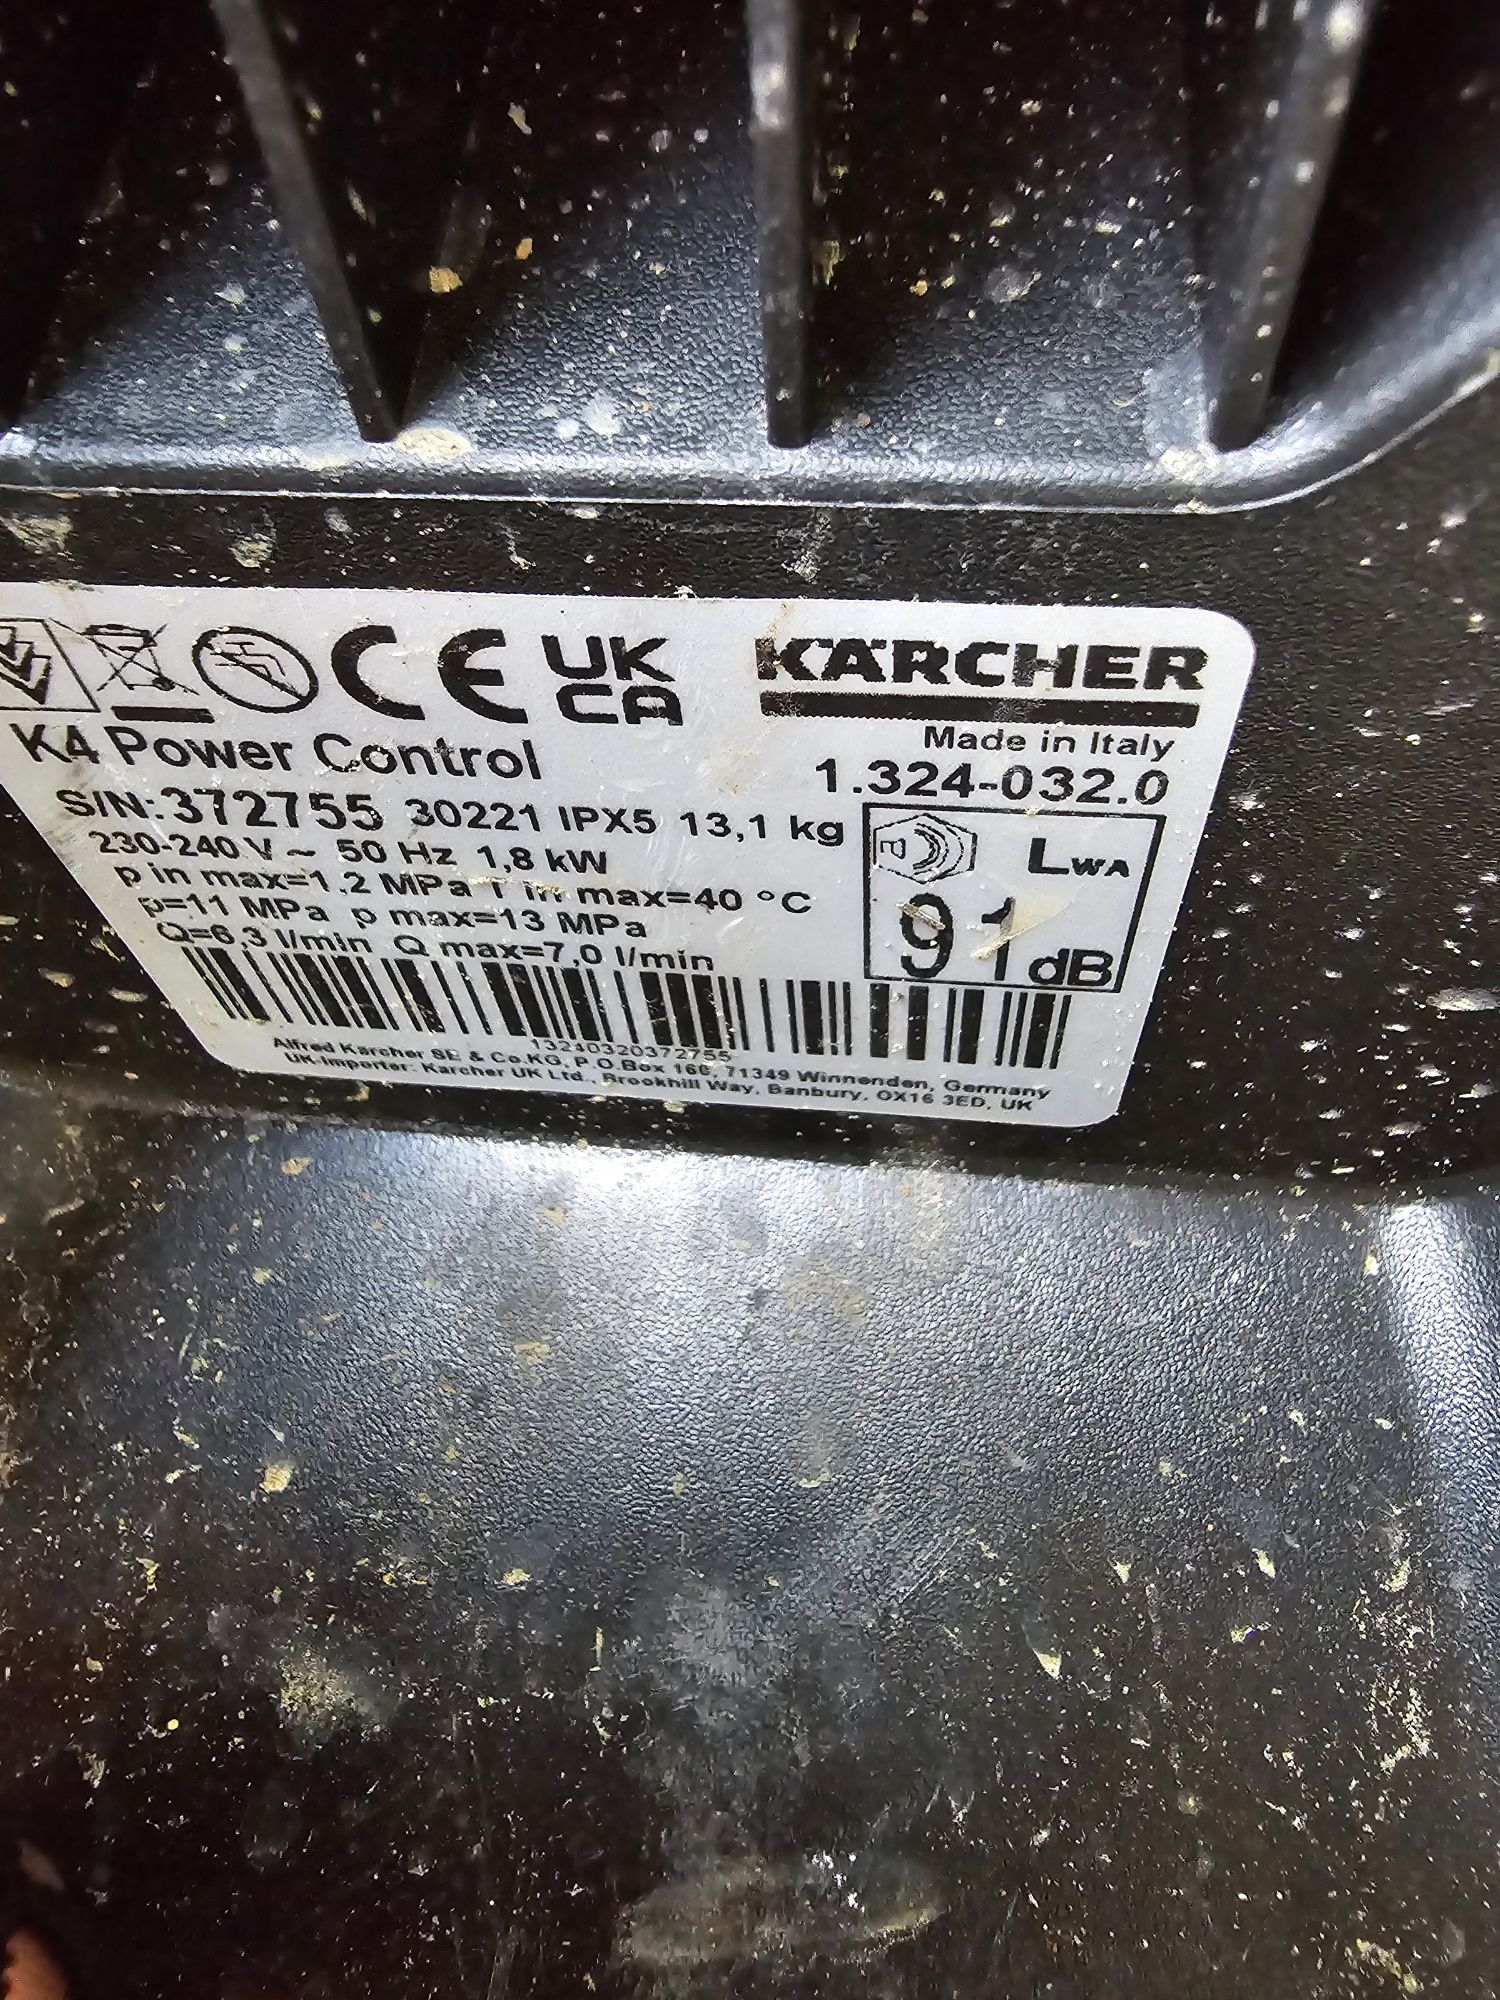 CE UK CA KÄRCHER
K4 Power Control
Made in Italy
1.324-032.0
S/N:372755 30221 IPX5 13,1 kg
230-240 V ~ 50 Hz 1,8 kW
p in max=1,2 MPa T in max=40 °C
p=11 MPa p max=13 MPa
Q=6,3 l/min Q max=7,0 l/min
LWA
91 dB
13240320372755
Alfred Kärcher SE & Co.KG, P.O.Box 160, 71349 Winnenden, Germany
UK-Importer: Kärcher UK Ltd., Brookhill Way, Banbury, OX16 3ED, UK